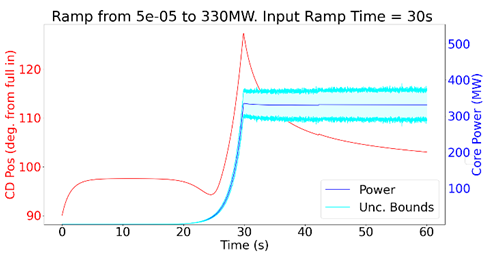 Ramp from 5e-05 to 330MW. Input Ramp Time = 30s
CD Pos (deg. from full in)
120
110
100
90
500
400
300
200
100
Core Power (MW)
Power
Unc. Bounds
0
10
20
30
40
50
60
Time (s)